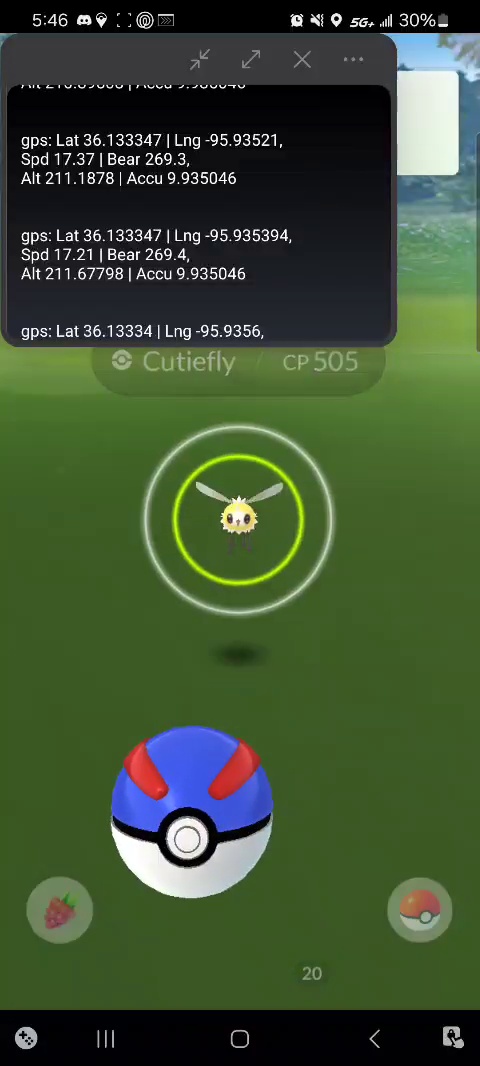 5:46
5G+ 30%
gps: Lat 36.133347 | Lng -95.93521,
Spd 17.37 | Bear 269.3,
Alt 211.1878 | Accu 9.935046
gps: Lat 36.133347 | Lng -95.935394,
Spd 17.21 | Bear 269.4,
Alt 211.67798 | Accu 9.935046
gps: Lat 36.13334 | Lng -95.9356,
Cutiefly / CP 505
20